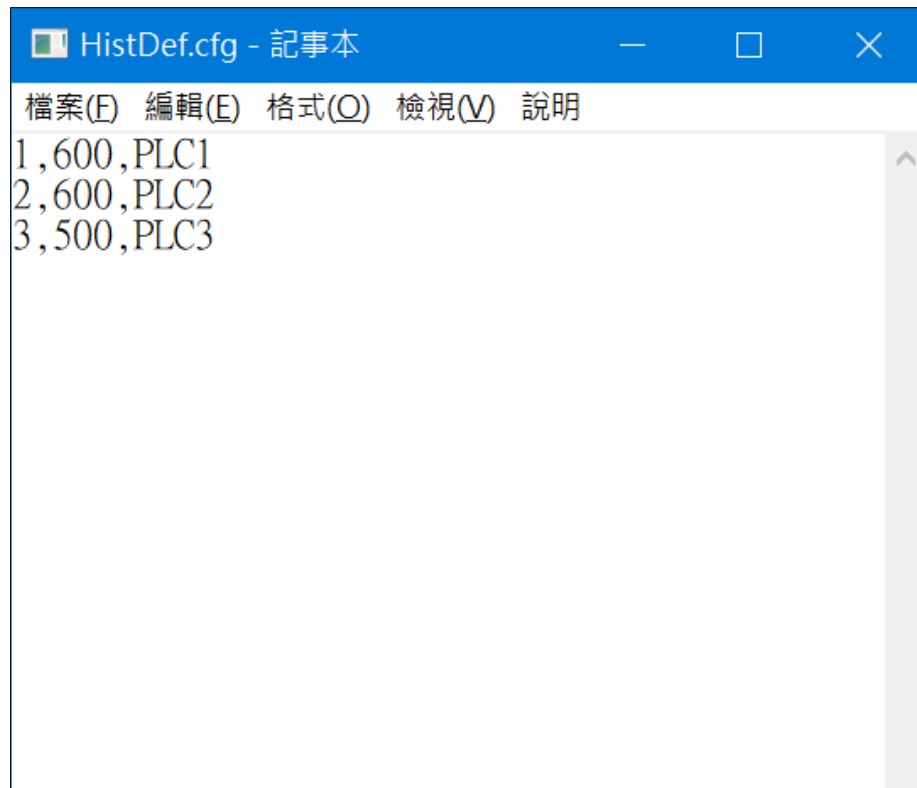 HistDef.cfg - 記事本
檔案(F) 編輯(E) 格式(O) 檢視(V) 說明
1,600,PLC1
2,600,PLC2
3,500,PLC3